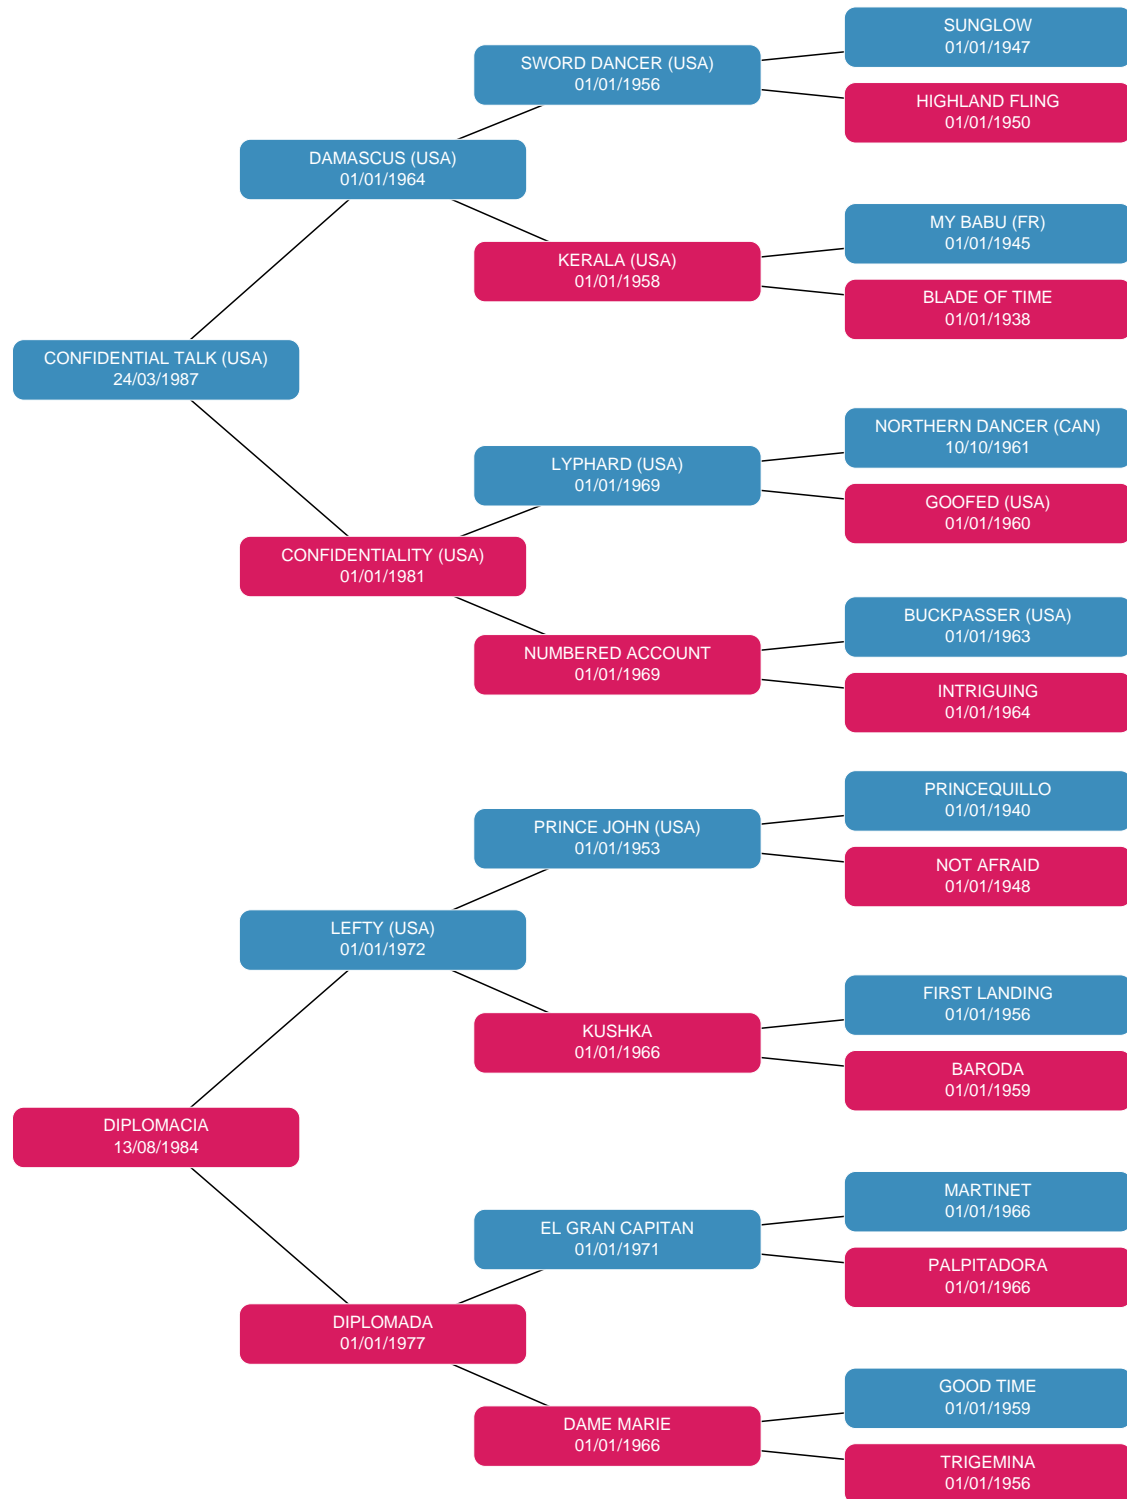 SUNGLOW
01/01/1947
SWORD DANCER (USA)
01/01/1956
HIGHLAND FLING
01/01/1950
DAMASCUS (USA)
01/01/1964
MY BABU (FR)
01/01/1945
KERALA (USA)
01/01/1958
BLADE OF TIME
01/01/1938
CONFIDENTIAL TALK (USA)
24/03/1987
NORTHERN DANCER (CAN)
10/10/1961
LYPHARD (USA)
01/01/1969
GOOFED (USA)
01/01/1960
CONFIDENTIALITY (USA)
01/01/1981
BUCKPASSER (USA)
01/01/1963
NUMBERED ACCOUNT
01/01/1969
INTRIGUING
01/01/1964
PRINCEQUILLO
01/01/1940
PRINCE JOHN (USA)
01/01/1953
NOT AFRAID
01/01/1948
LEFTY (USA)
01/01/1972
FIRST LANDING
01/01/1956
KUSHKA
01/01/1966
BARODA
01/01/1959
DIPLOMACIA
13/08/1984
MARTINET
01/01/1966
EL GRAN CAPITAN
01/01/1971
PALPITADORA
01/01/1966
DIPLOMADA
01/01/1977
GOOD TIME
01/01/1959
DAME MARIE
01/01/1966
TRIGEMINA
01/01/1956